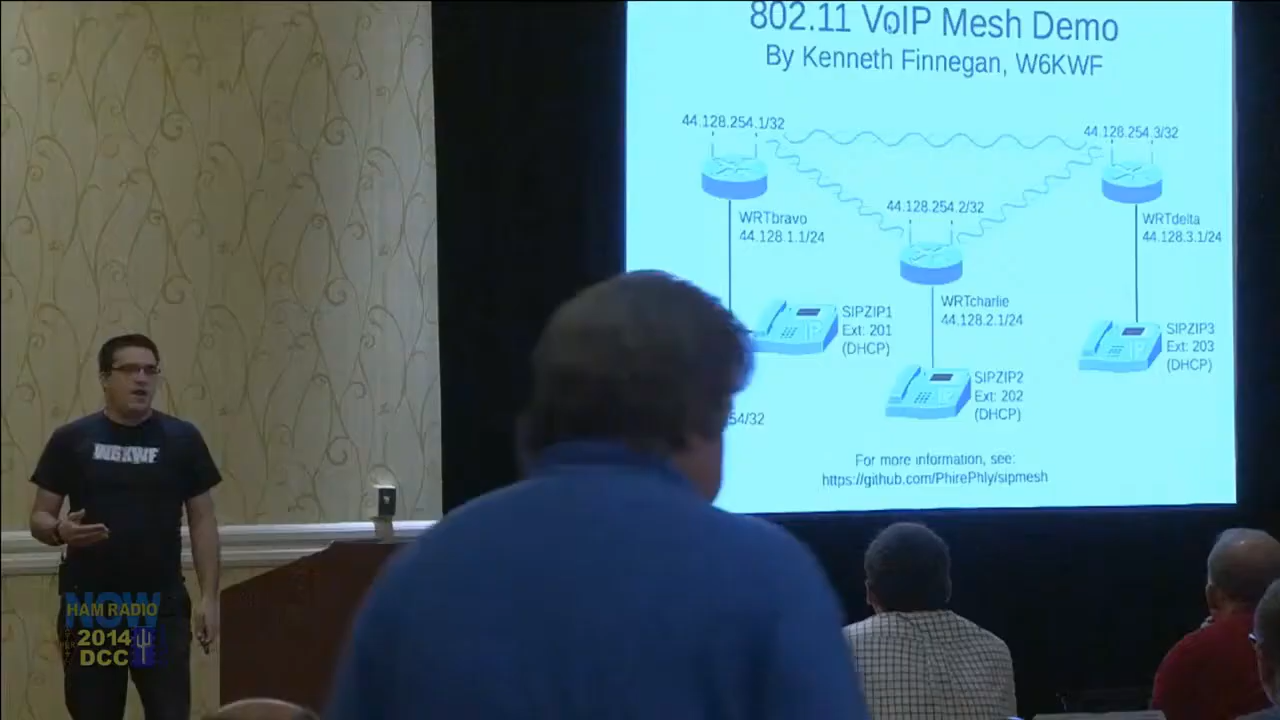 802.11 VoIP Mesh Demo
By Kenneth Finnegan, W6KWF
44.128.254.1/32
44.128.254.3/32
44.128.254.2/32
WRTbravo
44.128.1.1/24
WRTdelta
44.128.3.1/24
WRTcharlie
44.128.2.1/24
SIPZIP1
Ext: 201
(DHCP)
SIPZIP3
Ext: 203
(DHCP)
SIPZIP2
Ext: 202
(DHCP)
54/32
For more information, see:
https://github.com/PhirePhly/sipmesh
W6KWF
NOW
HAM RADIO
2014
DCC